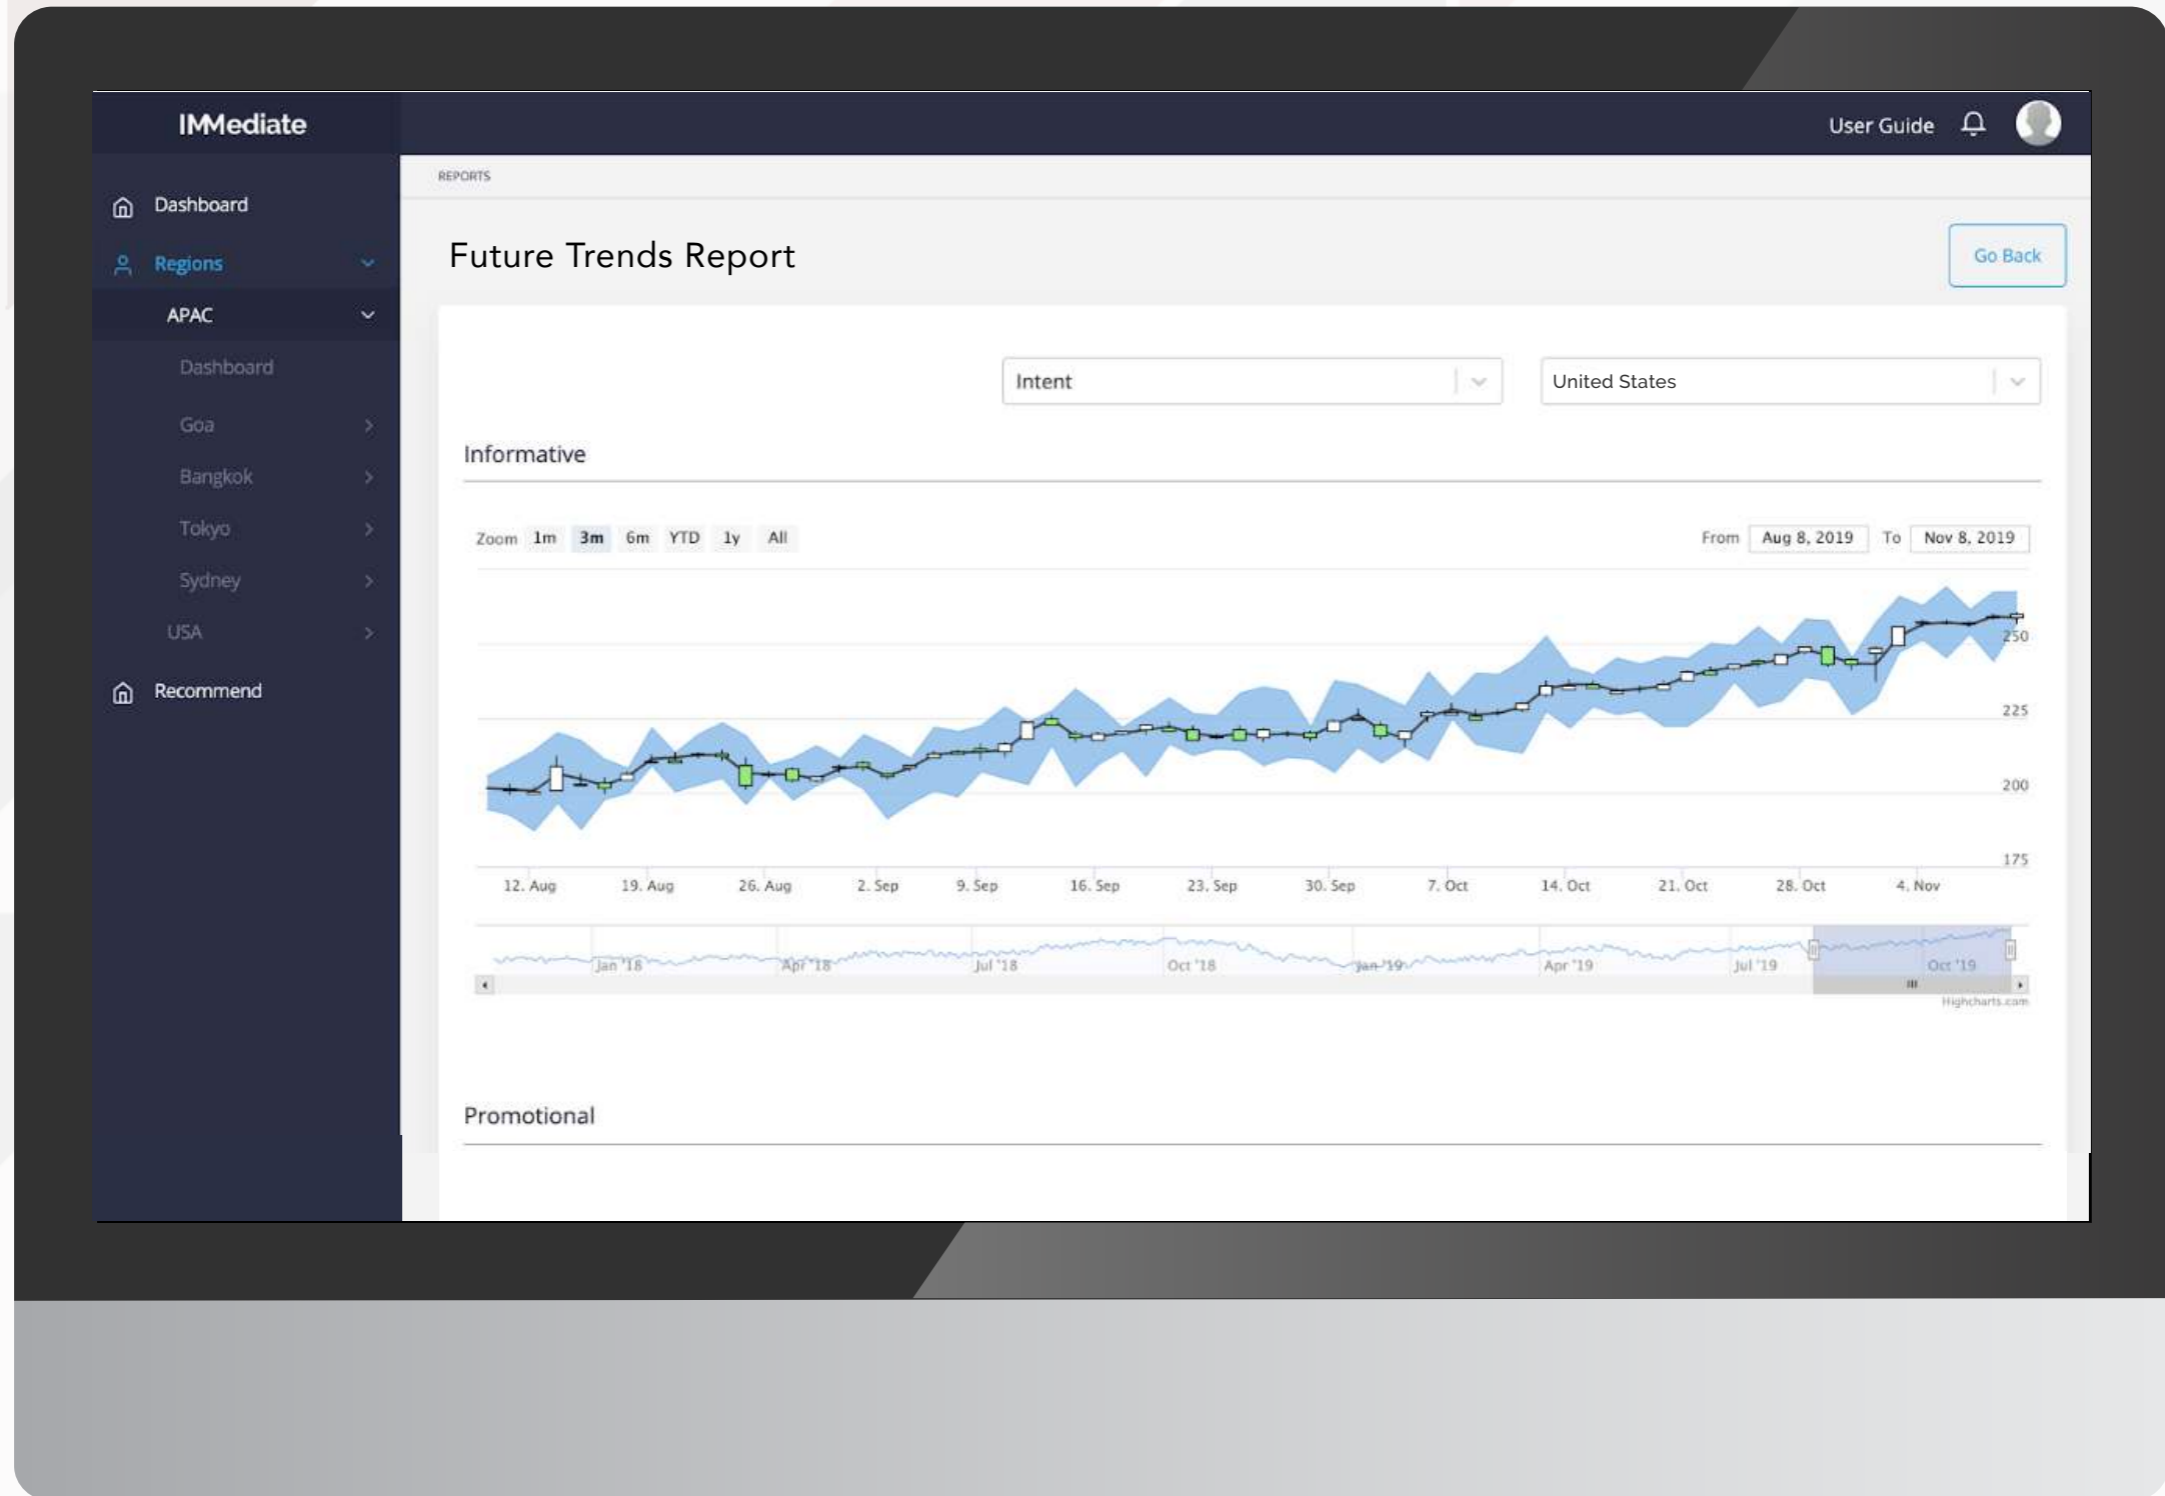 IMMediate
User Guide
Dashboard
Regions
APAC
Dashboard
Goa
Bangkok
Tokyo
Sydney
USA
Recommend
REPORTS
Future Trends Report
Go Back
Intent
United States
Informative
Zoom 1m 3m 6m YTD 1y All
From Aug 8, 2019 To Nov 8, 2019
250
225
200
175
12. Aug 19. Aug 26. Aug 2. Sep 9. Sep 16. Sep 23. Sep 30. Sep 7. Oct 14. Oct 21. Oct 28. Oct 4. Nov
Jan '18 Apr '18 Jul '18 Oct '18 Jan '19 Apr '19 Jul '19 Oct '19
Highcharts.com
Promotional